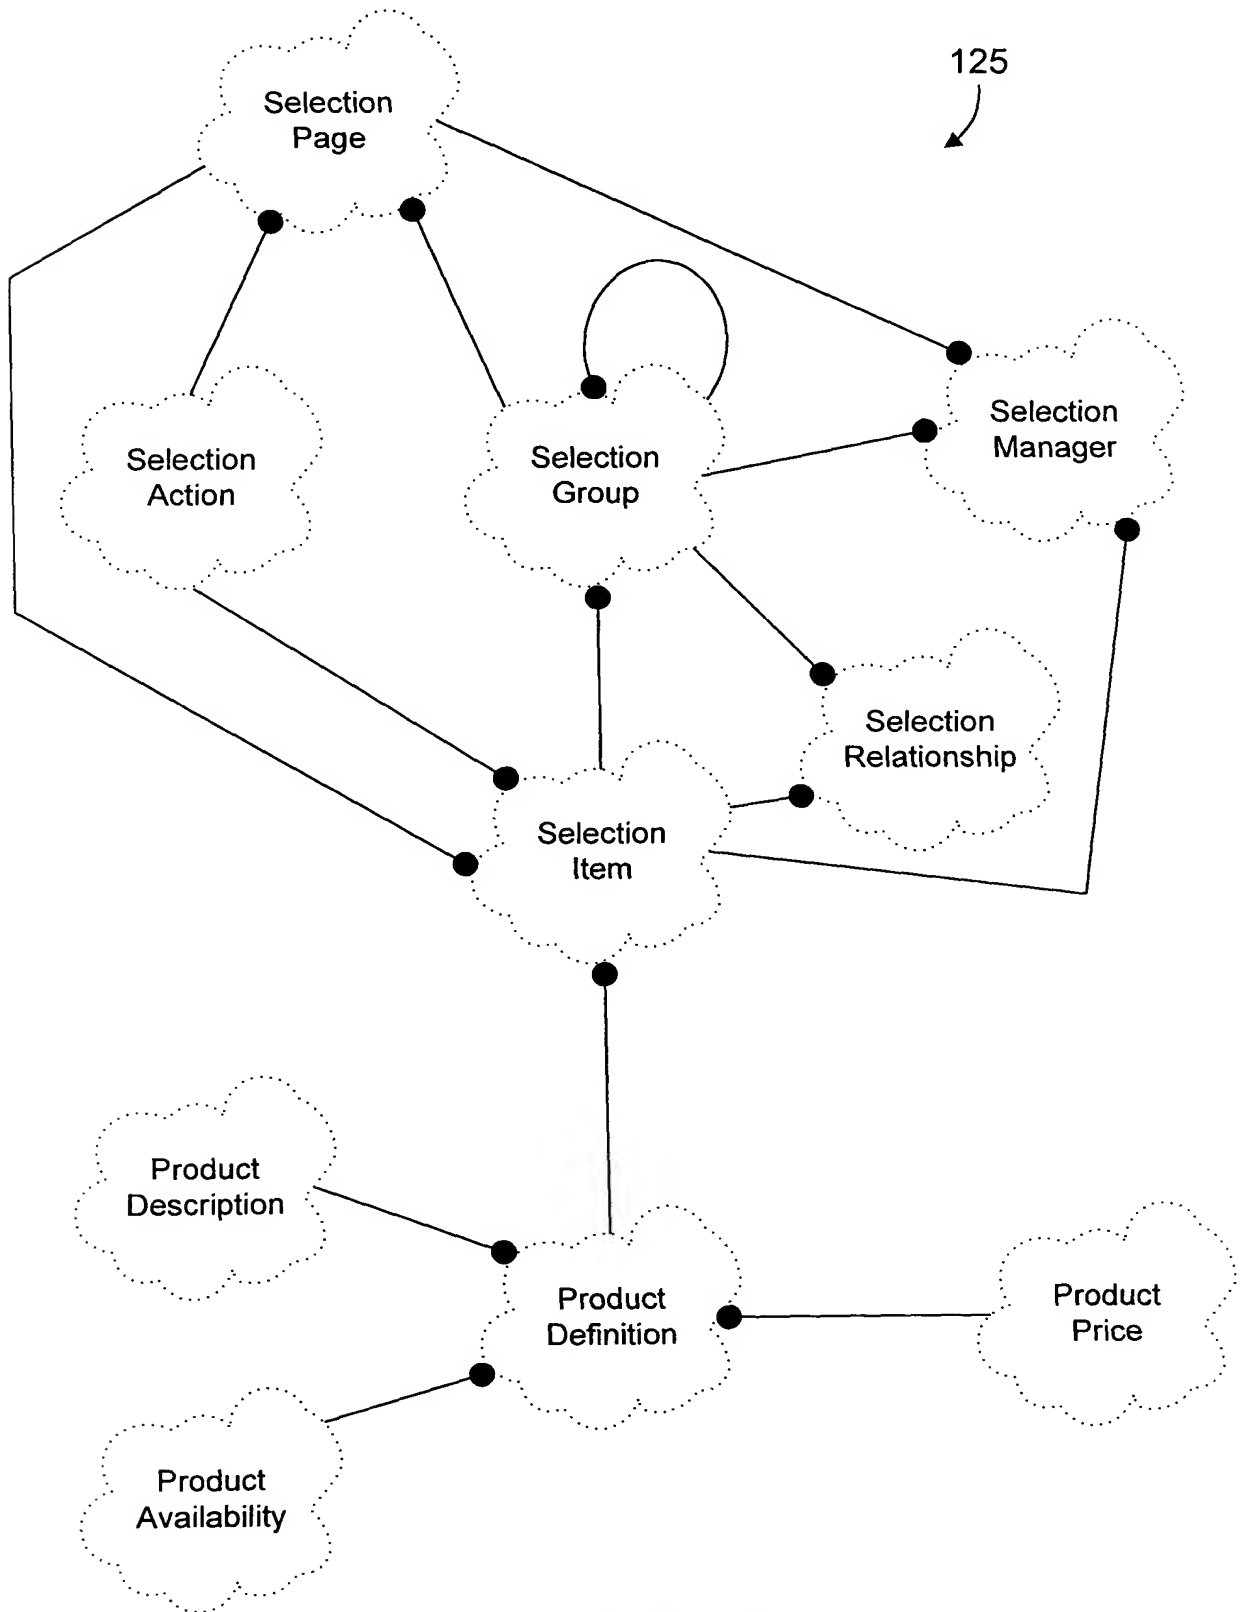 125
Selection
Page
Selection
Manager
Selection
Action
Selection
Group
Selection
Relationship
Selection
Item
Product
Description
Product
Definition
Product
Price
Product
Availability